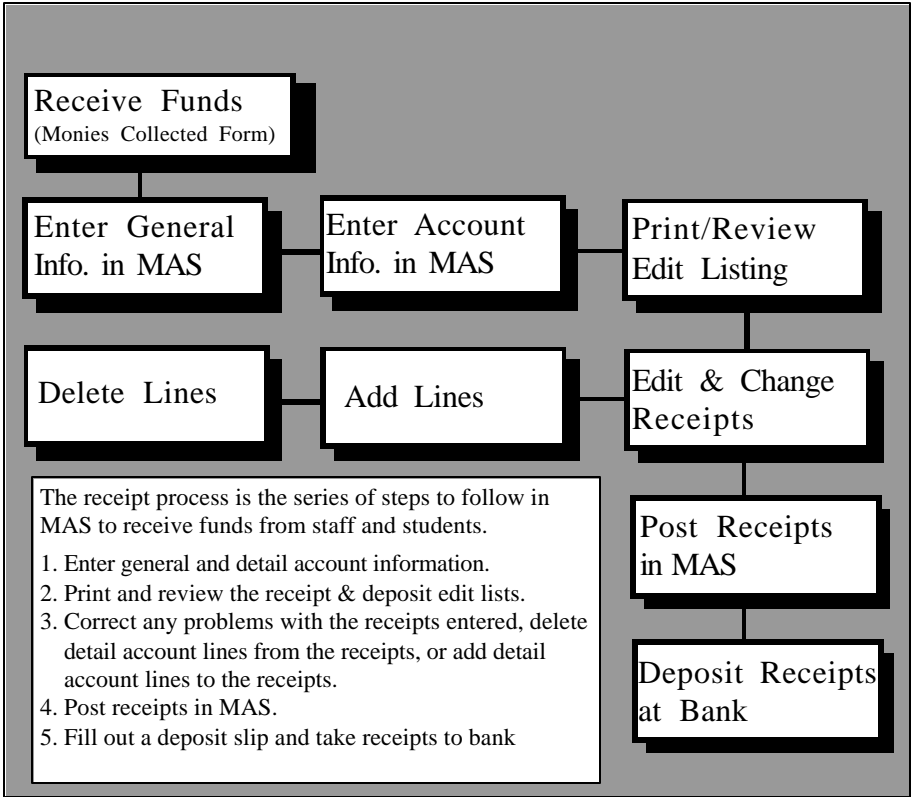 Receive Funds
(Monies Collected Form)
Enter General
Info. in MAS
Enter Account
Info. in MAS
Print/Review
Edit Listing
Delete Lines
Add Lines
Edit & Change
Receipts
The receipt process is the series of steps to follow in
MAS to receive funds from staff and students.
1. Enter general and detail account information.
2. Print and review the receipt & deposit edit lists.
3. Correct any problems with the receipts entered, delete
detail account lines from the receipts, or add detail
account lines to the receipts.
4. Post receipts in MAS.
5. Fill out a deposit slip and take receipts to bank
Post Receipts
in MAS
Deposit Receipts
at Bank